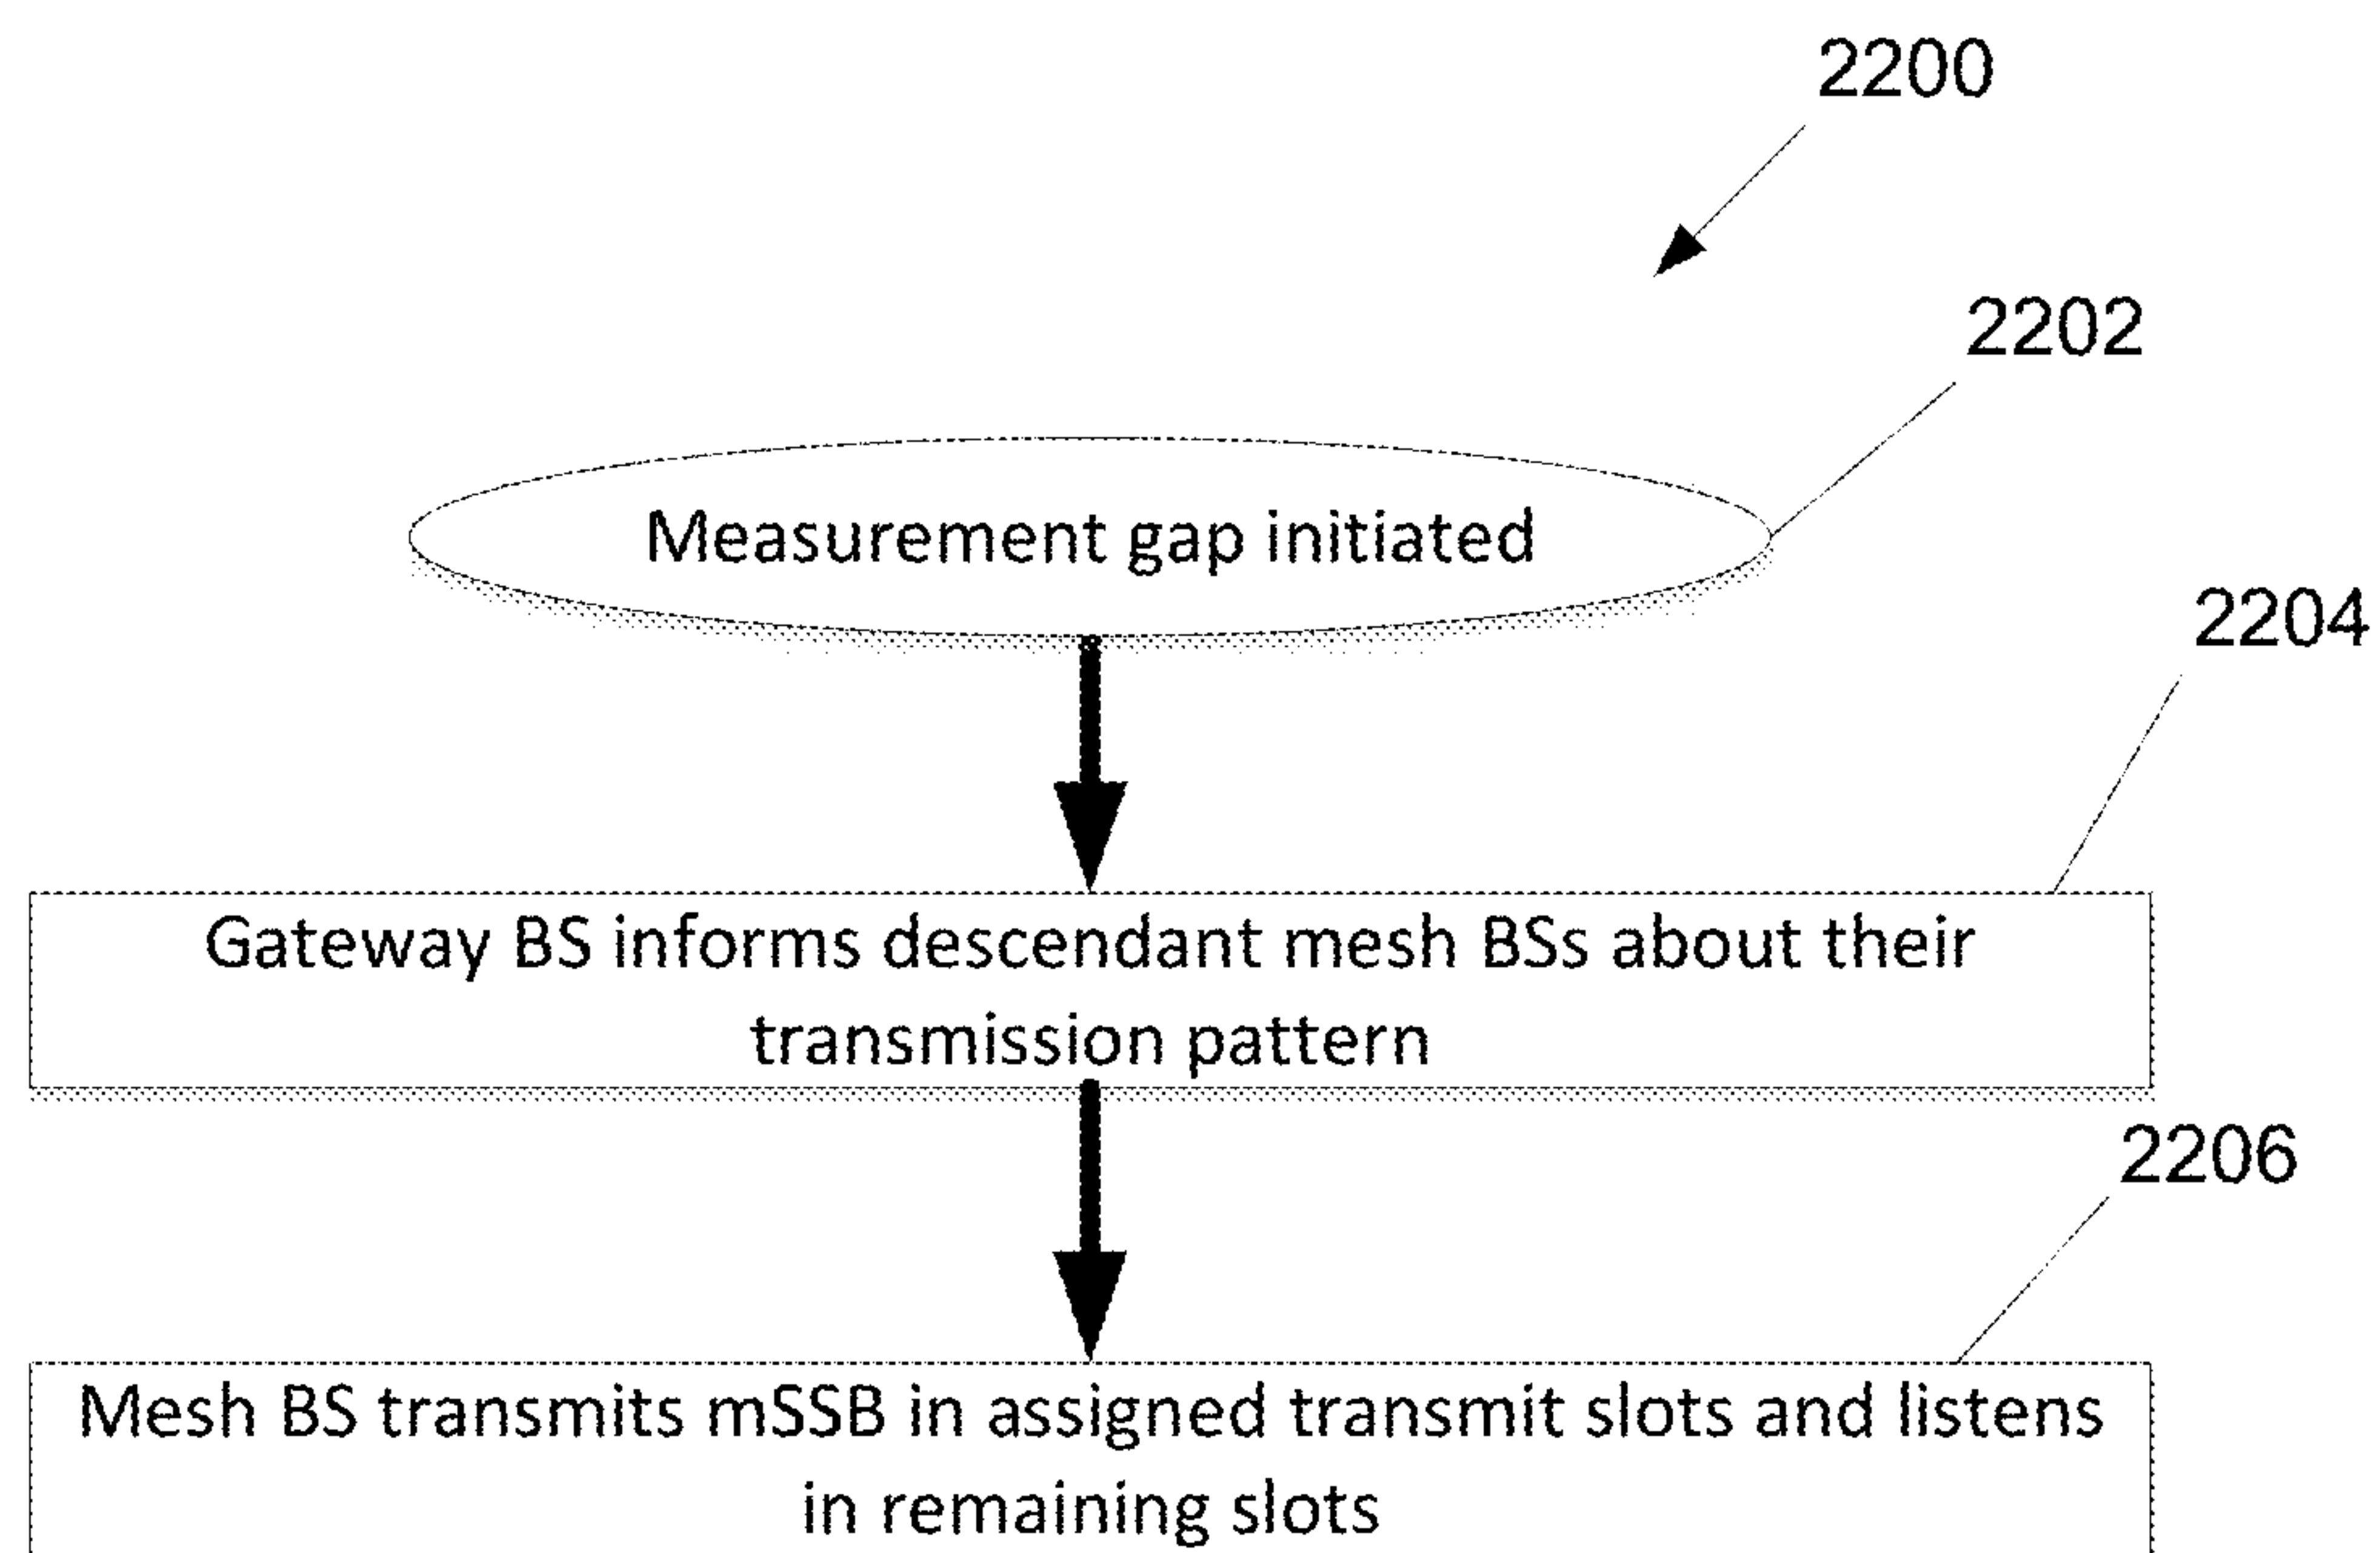 2200
2202
Measurement gap initiated
2204
Gateway BS informs descendant mesh BSs about their
transmission pattern
2206
Mesh BS transmits mSSB in assigned transmit slots and listens
in remaining slots